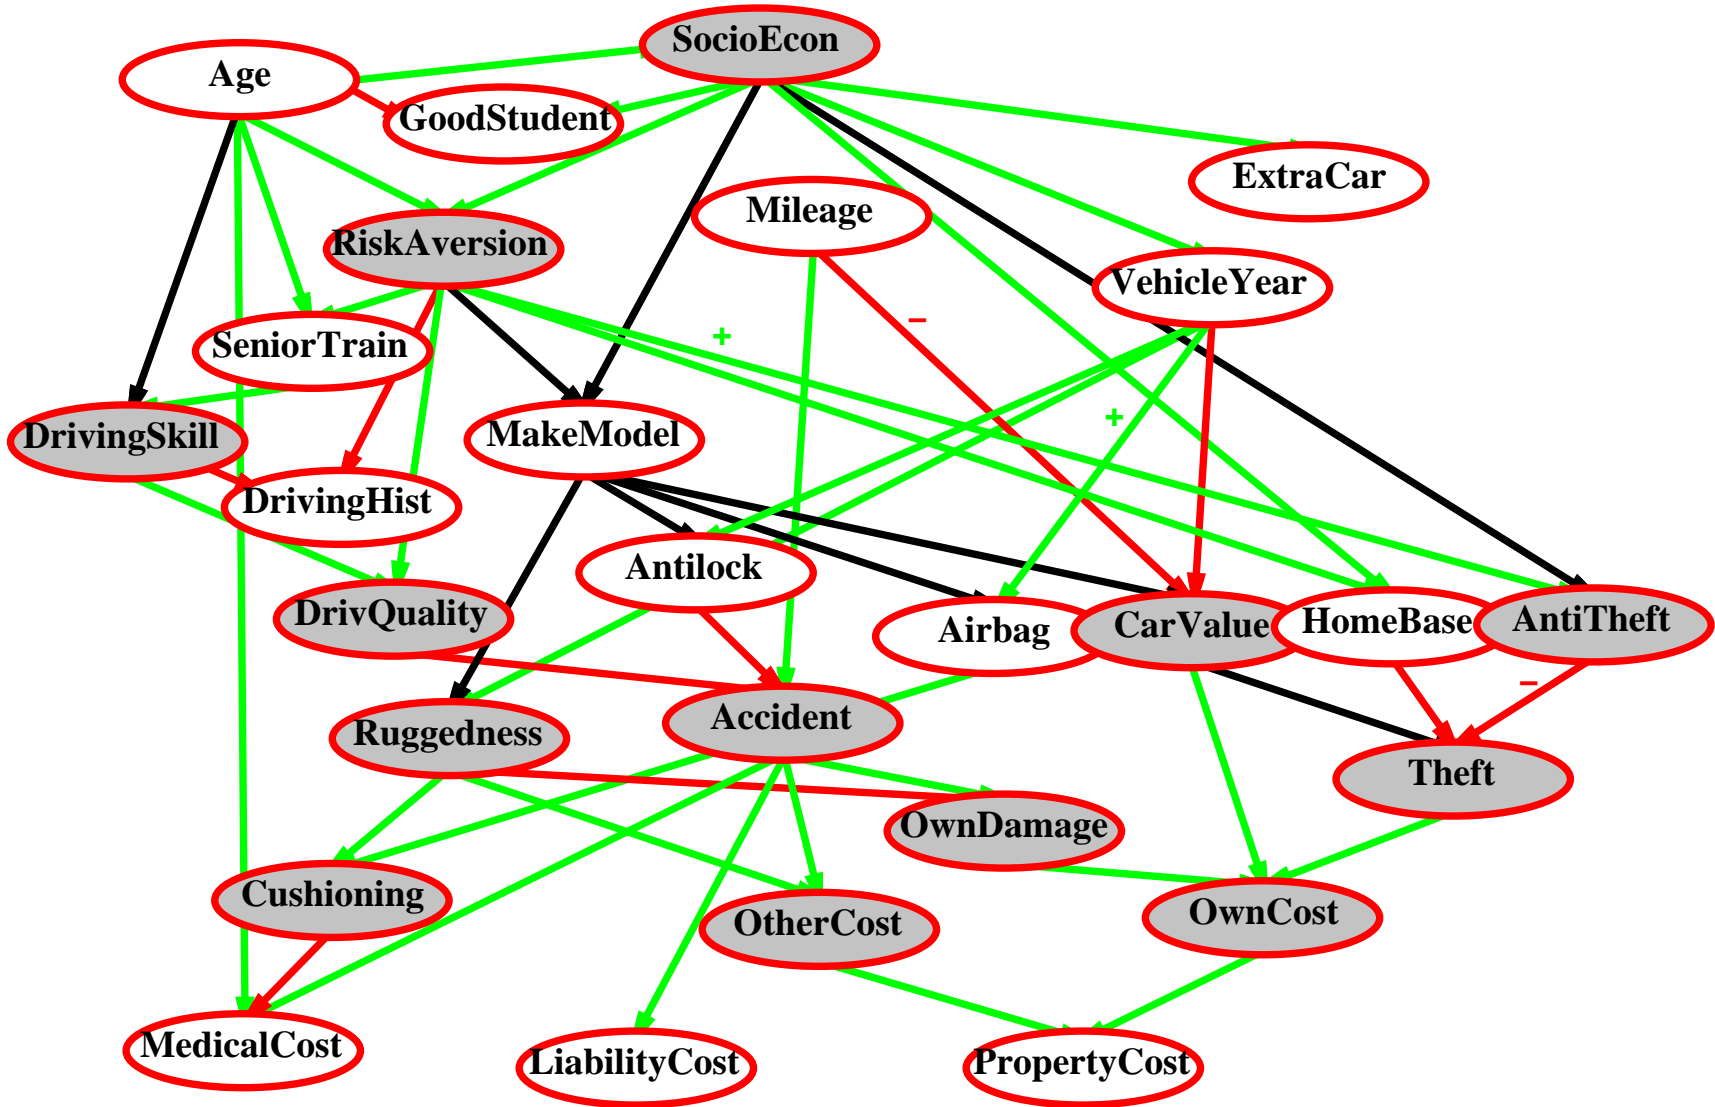 SocioEcon
Age
GoodStudent
ExtraCar
Mileage
RiskAversion
VehicleYear
+
−
SeniorTrain
+
DrivingSkill
MakeModel
DrivingHist
Antilock
DrivQuality
Airbag
CarValue
HomeBase
AntiTheft
−
Ruggedness
Accident
Theft
OwnDamage
Cushioning
OtherCost
OwnCost
MedicalCost
LiabilityCost
PropertyCost